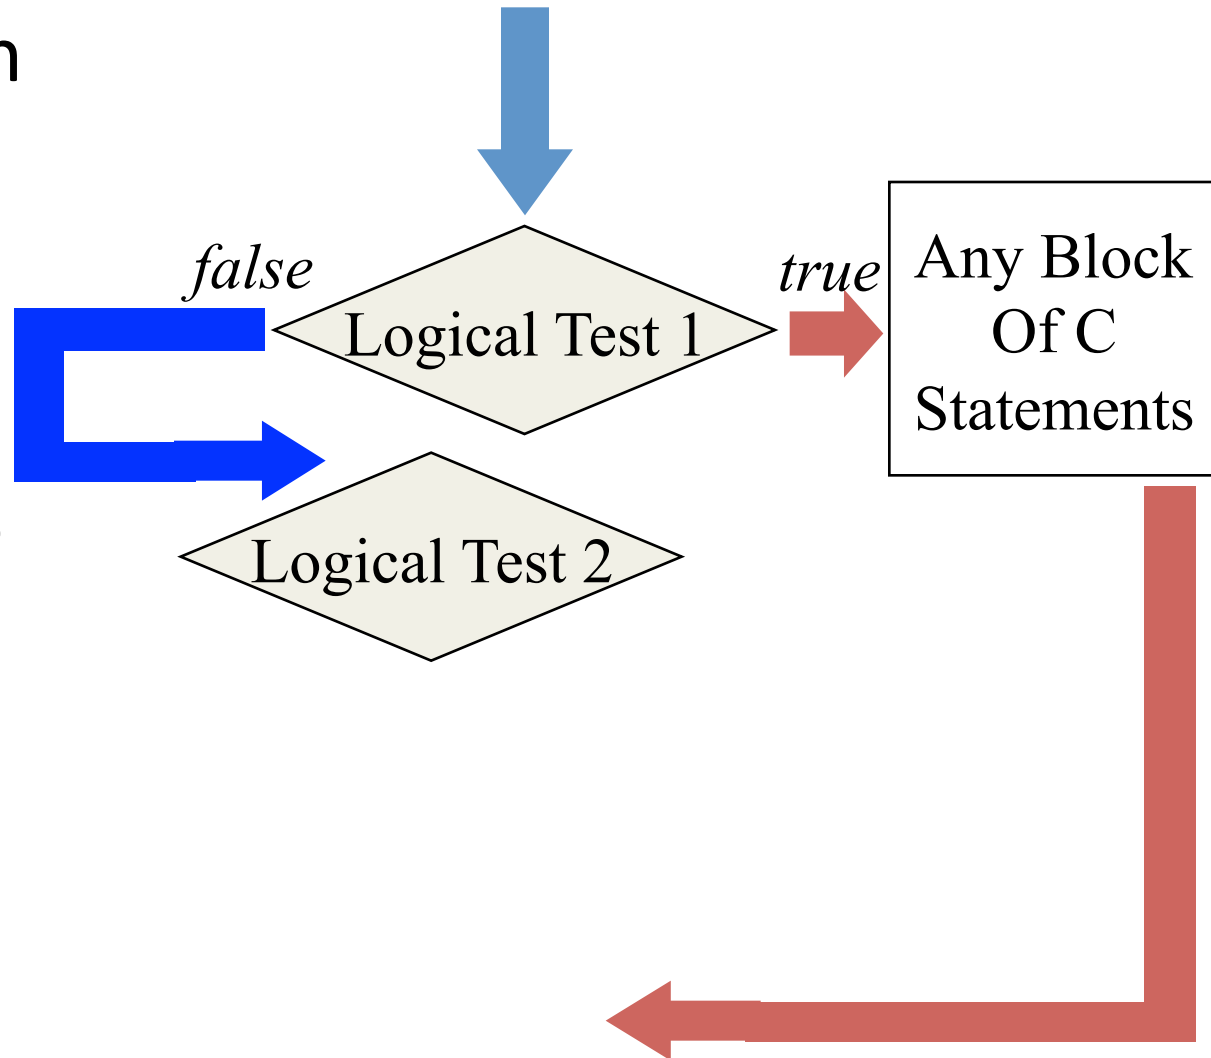 n
false
true
Logical Test 1
Any Block
Of C
Statements
Logical Test 2